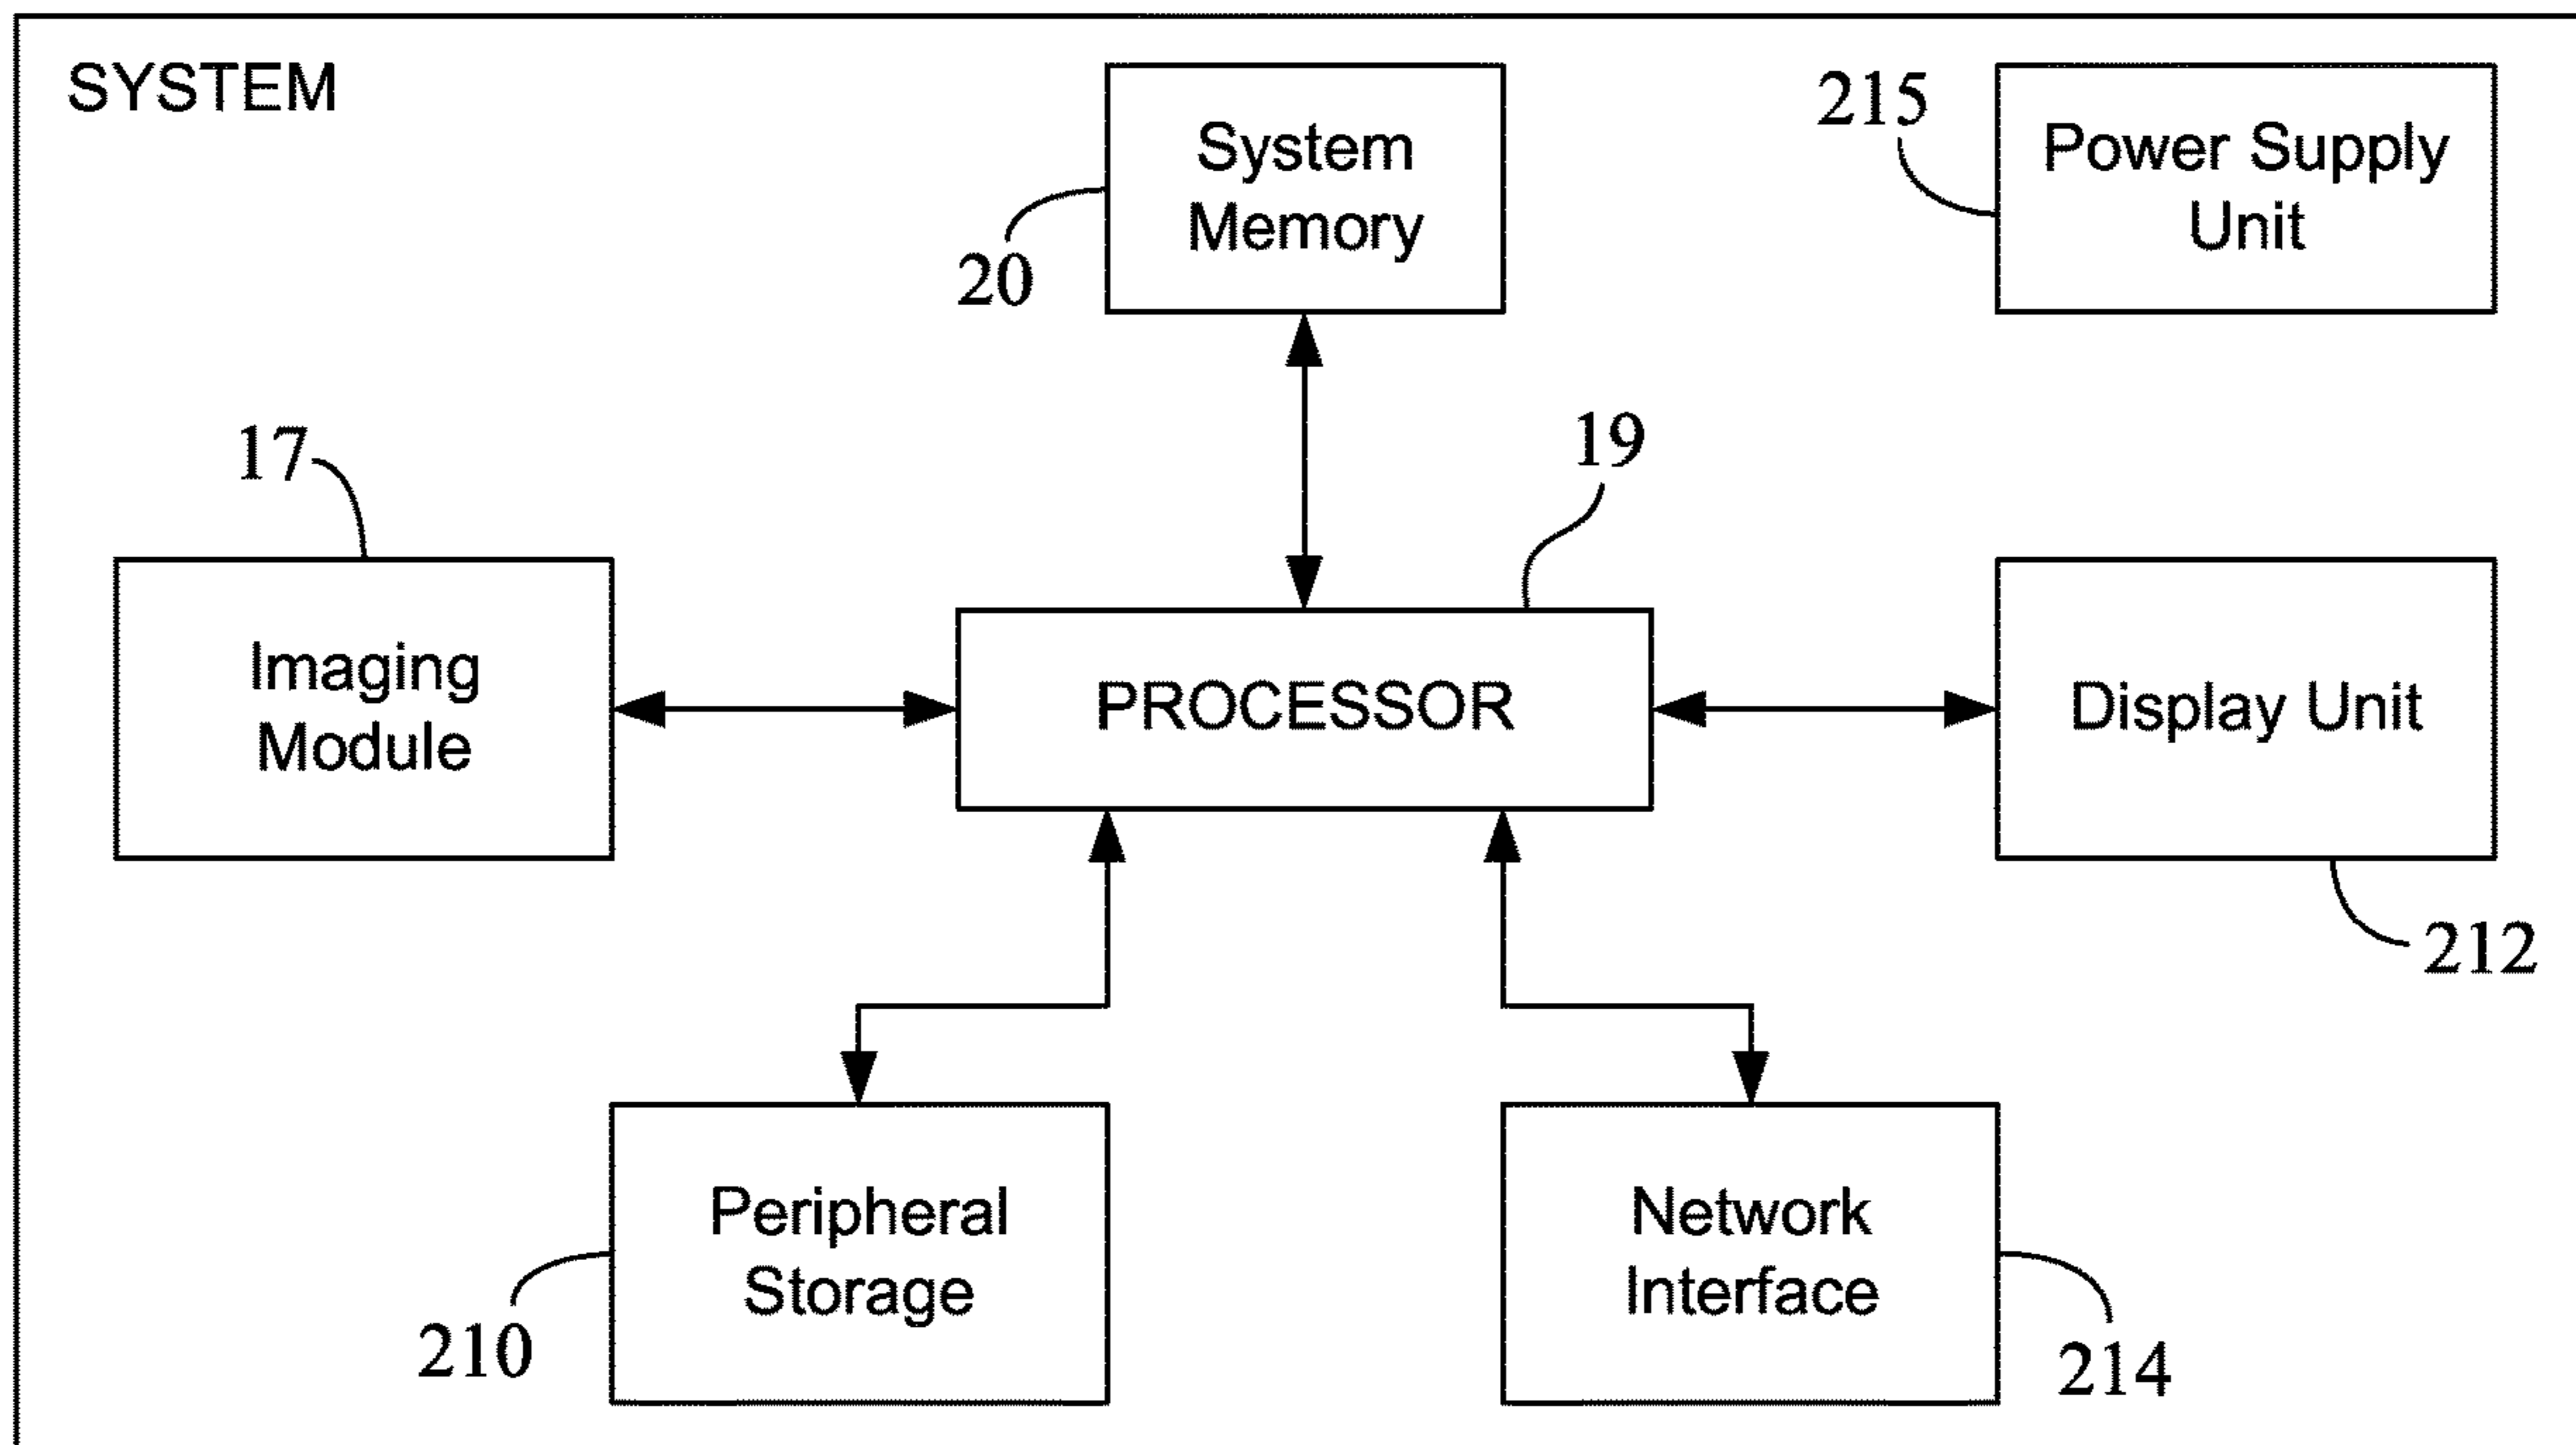 SYSTEM
System
Memory
20
215
Power Supply
Unit
17
19
Imaging
Module
PROCESSOR
Display Unit
212
Peripheral
Storage
210
Network
Interface
214